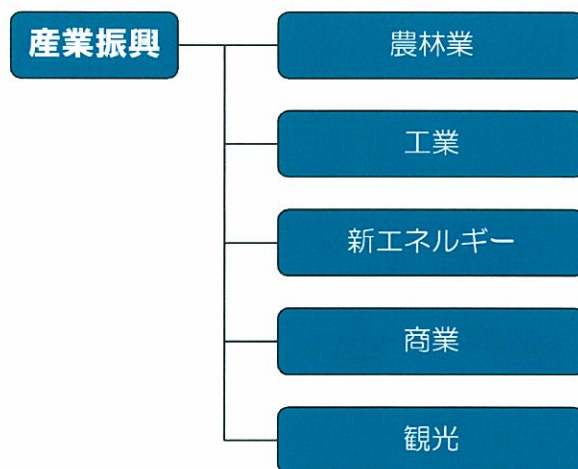 産業振興
農林業
工業
新エネルギー
商業
観光